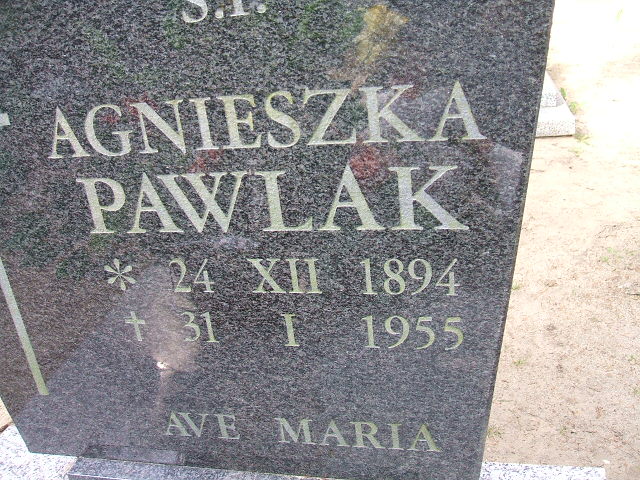 Ś.P.
AGNIESZKA
PAWLAK
* 24 XII 1894
✝ 31 I 1955
AVE MARIA